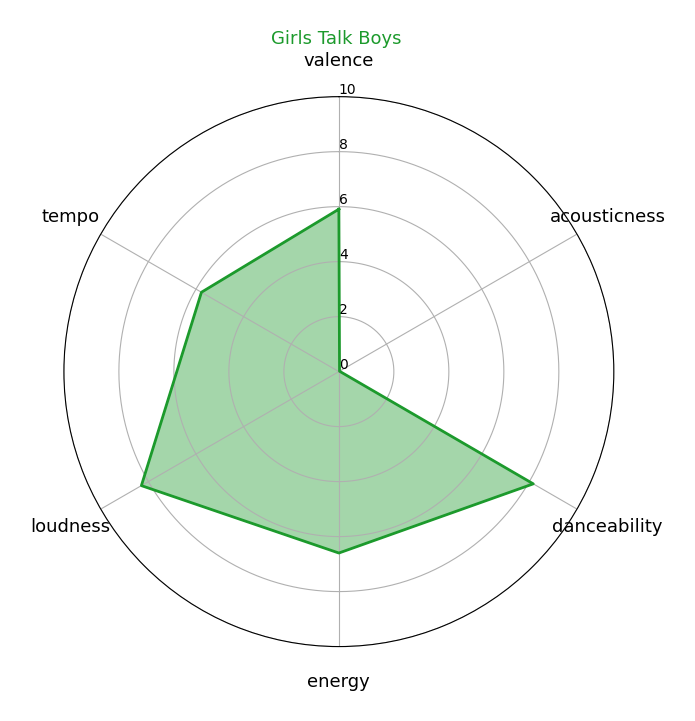 Girls Talk Boys
valence
10
8
tempo
acousticness
6
4
2
0
loudness
danceability
energy